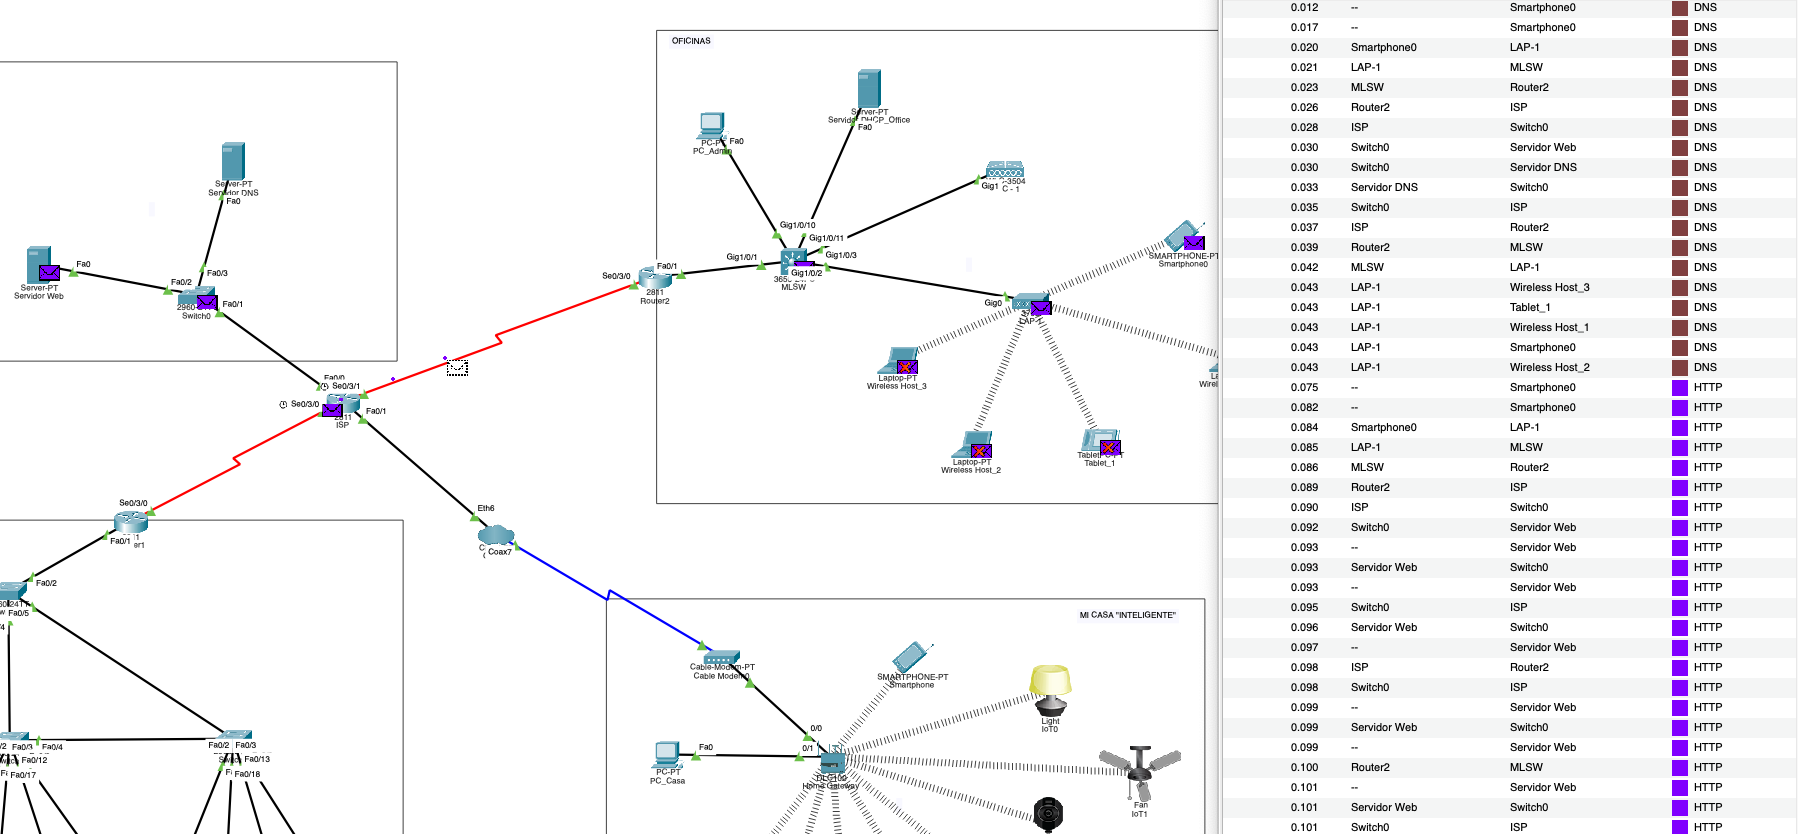 OFICINAS
Server-PT
Servidor DHCP_Office
Fa0
PC-PT
PC_Admin
Fa0
3504
C - 1
Gig1
Gig1/0/10
Gig1/0/11
Gig1/0/1
Gig1/0/3
Gig1/0/2
MLSW
SMARTPHONE-PT
Smartphone0
Gig0
LAP-1
Laptop-PT
Wireless Host_3
Laptop-PT
Wireless Host_2
Tablet_1
Se0/3/0
Fa0/1
2811
Router2
Server-PT
Servidor DNS
Fa0
Server-PT
Servidor Web
Fa0
Fa0/2
Fa0/3
Fa0/1
2960
Switch0
Fa0/0
Se0/3/1
Se0/3/0
Fa0/1
ISP
Se0/3/0
Fa0/1
Fa0/2
Fa0/5
Eth6
Coax7
MI CASA "INTELIGENTE"
Cable-Modem-PT
Cable Modem0
SMARTPHONE-PT
Smartphone
Light
IoT0
0/0
0/1
PC-PT
PC_Casa
Fa0
DLC100
Home Gateway
Fan
IoT1
Fa0/3
Fa0/4
Fa0/12
Fa0/17
Fa0/2
Fa0/3
Fa0/13
Fa0/18
0.012 -- Smartphone0 DNS
0.017 -- Smartphone0 DNS
0.020 Smartphone0 LAP-1 DNS
0.021 LAP-1 MLSW DNS
0.023 MLSW Router2 DNS
0.026 Router2 ISP DNS
0.028 ISP Switch0 DNS
0.030 Switch0 Servidor Web DNS
0.030 Switch0 Servidor DNS DNS
0.033 Servidor DNS Switch0 DNS
0.035 Switch0 ISP DNS
0.037 ISP Router2 DNS
0.039 Router2 MLSW DNS
0.042 MLSW LAP-1 DNS
0.043 LAP-1 Wireless Host_3 DNS
0.043 LAP-1 Tablet_1 DNS
0.043 LAP-1 Wireless Host_1 DNS
0.043 LAP-1 Smartphone0 DNS
0.043 LAP-1 Wireless Host_2 DNS
0.075 -- Smartphone0 HTTP
0.082 -- Smartphone0 HTTP
0.084 Smartphone0 LAP-1 HTTP
0.085 LAP-1 MLSW HTTP
0.086 MLSW Router2 HTTP
0.089 Router2 ISP HTTP
0.090 ISP Switch0 HTTP
0.092 Switch0 Servidor Web HTTP
0.093 -- Servidor Web HTTP
0.093 Servidor Web Switch0 HTTP
0.093 -- Servidor Web HTTP
0.095 Switch0 ISP HTTP
0.096 Servidor Web Switch0 HTTP
0.097 -- Servidor Web HTTP
0.098 ISP Router2 HTTP
0.098 Switch0 ISP HTTP
0.099 -- Servidor Web HTTP
0.099 Servidor Web Switch0 HTTP
0.099 -- Servidor Web HTTP
0.100 Router2 MLSW HTTP
0.101 -- Servidor Web HTTP
0.101 Servidor Web Switch0 HTTP
0.101 Switch0 ISP HTTP